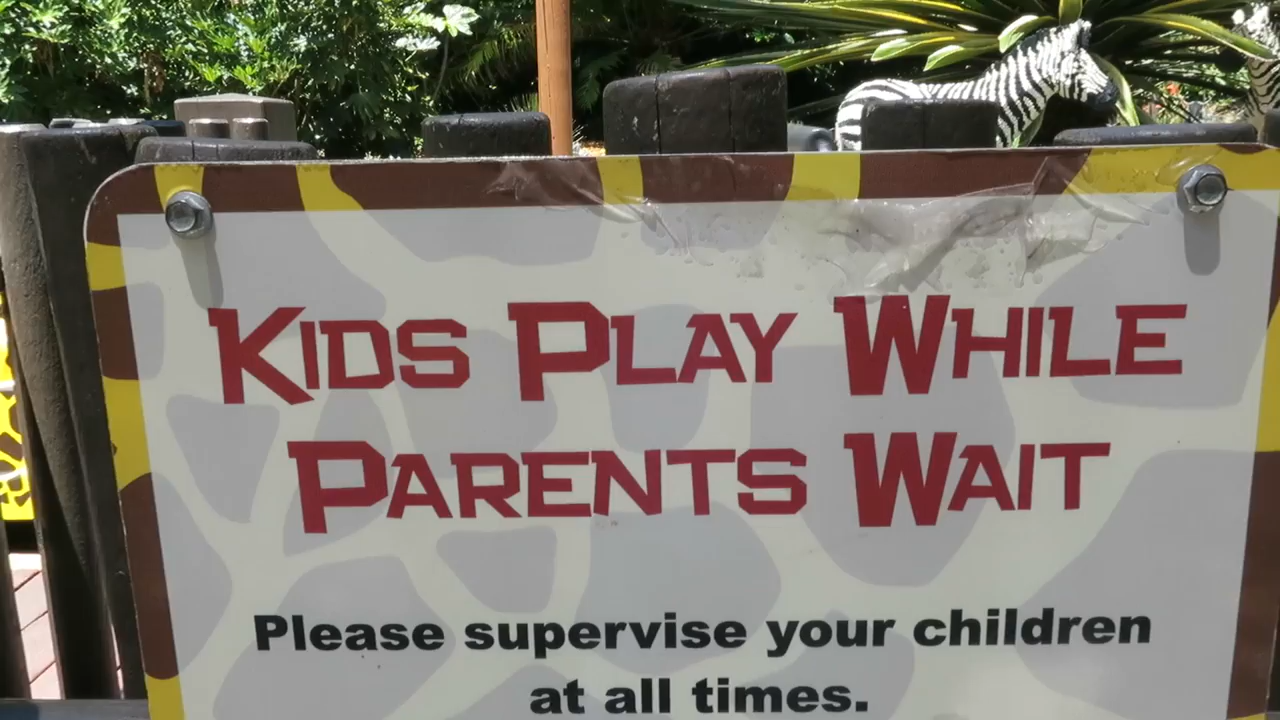 KIDS PLAY WHILE
PARENTS WAIT
Please supervise your children
at all times.